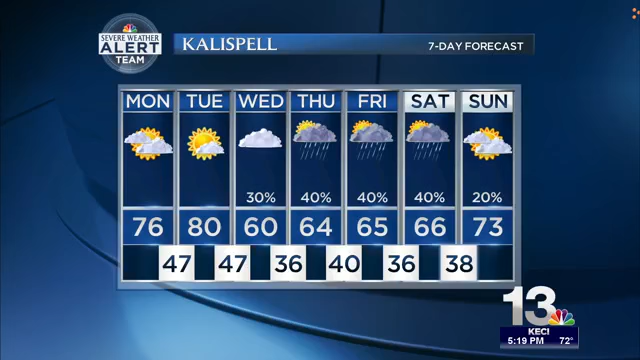 SEVERE WEATHER
ALERT
TEAM
KALISPELL
7-DAY FORECAST
MON TUE WED THU FRI SAT SUN
30% 40% 40% 40% 20%
76 80 60 64 65 66 73
47 47 36 40 36 38
13
KECI
5:19 PM 72°